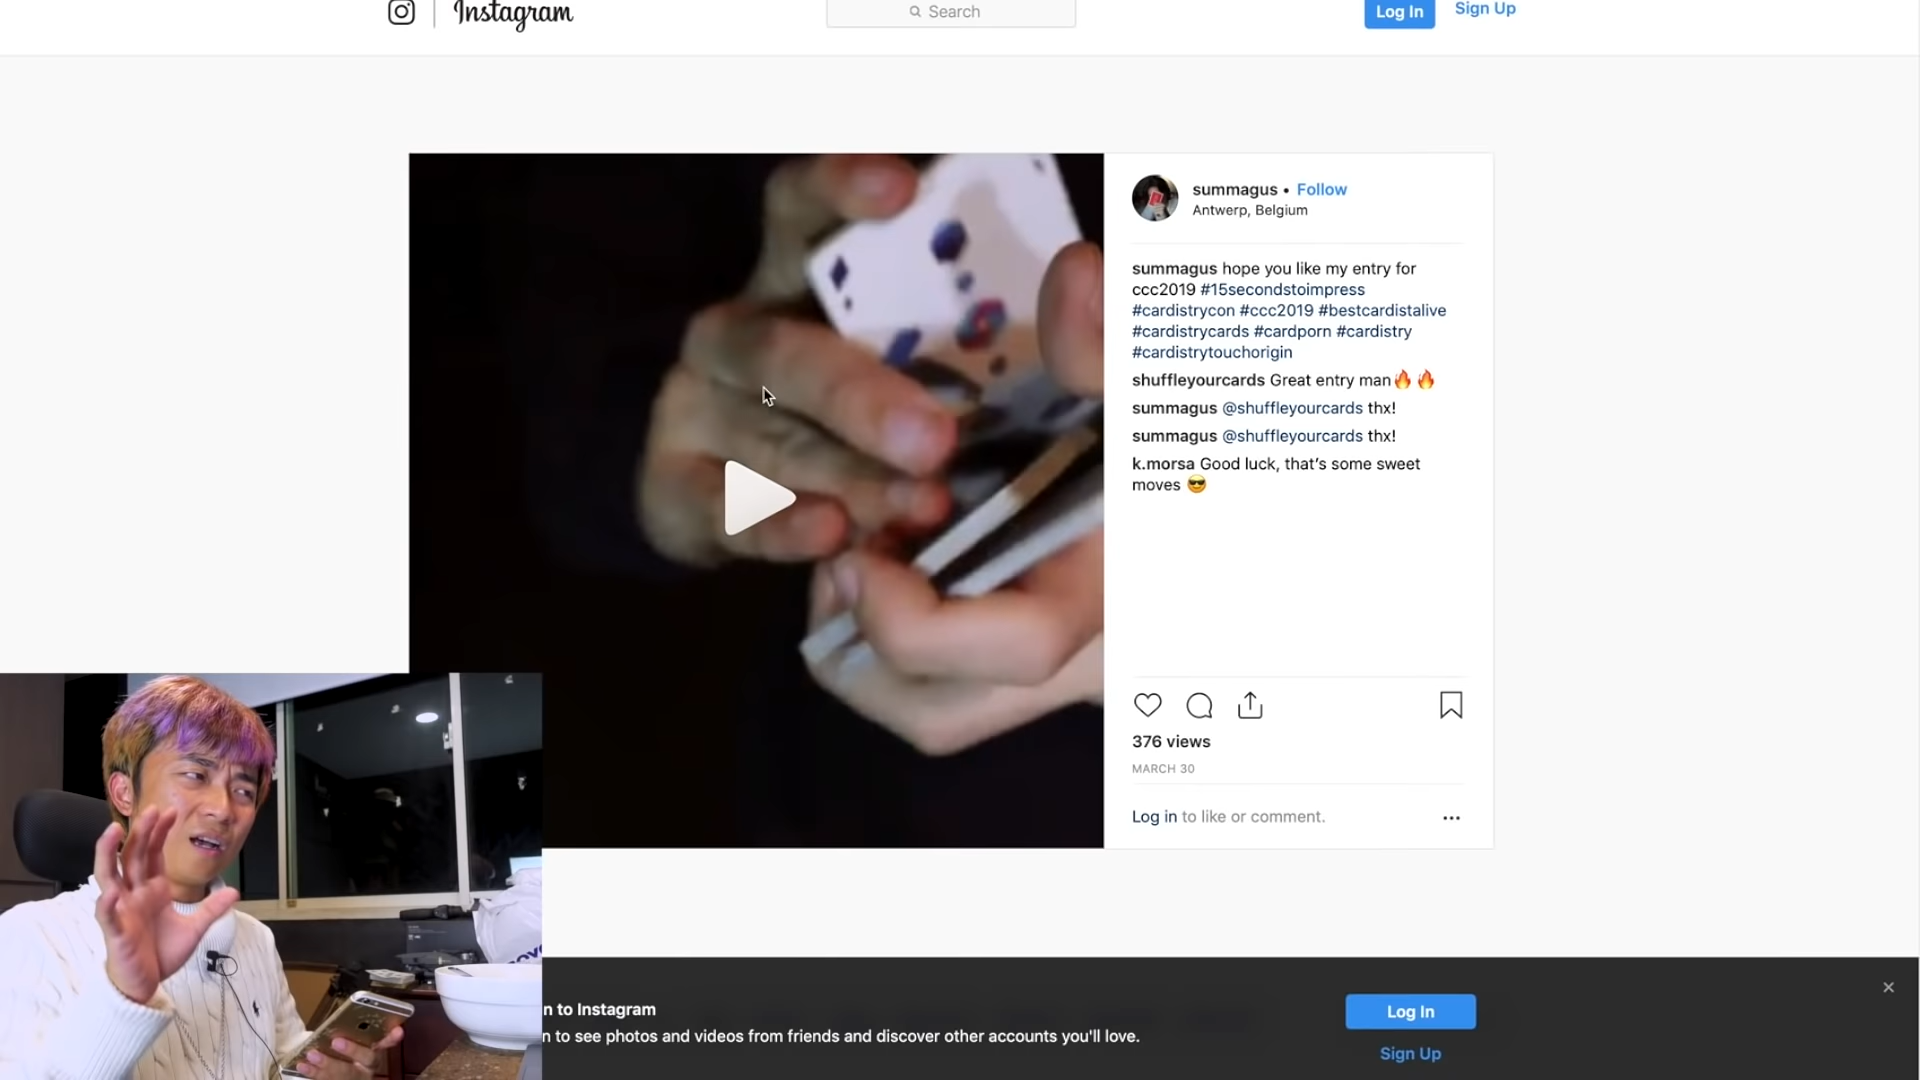 Instagram
Search
Log In
Sign Up
summagus • Follow
Antwerp, Belgium
summagus hope you like my entry for
ccc2019 #15secondstoimpress
#cardistrycon #ccc2019 #bestcardistalive
#cardistrycards #cardporn #cardistry
#cardistrytouchorigin
shuffleyourcards Great entry man🔥🔥
summagus @shuffleyourcards thx!
summagus @shuffleyourcards thx!
k.morsa Good luck, that’s some sweet
moves 😎
376 views
MARCH 30
Log in to like or comment.
n to Instagram
n to see photos and videos from friends and discover other accounts you'll love.
Log In
Sign Up